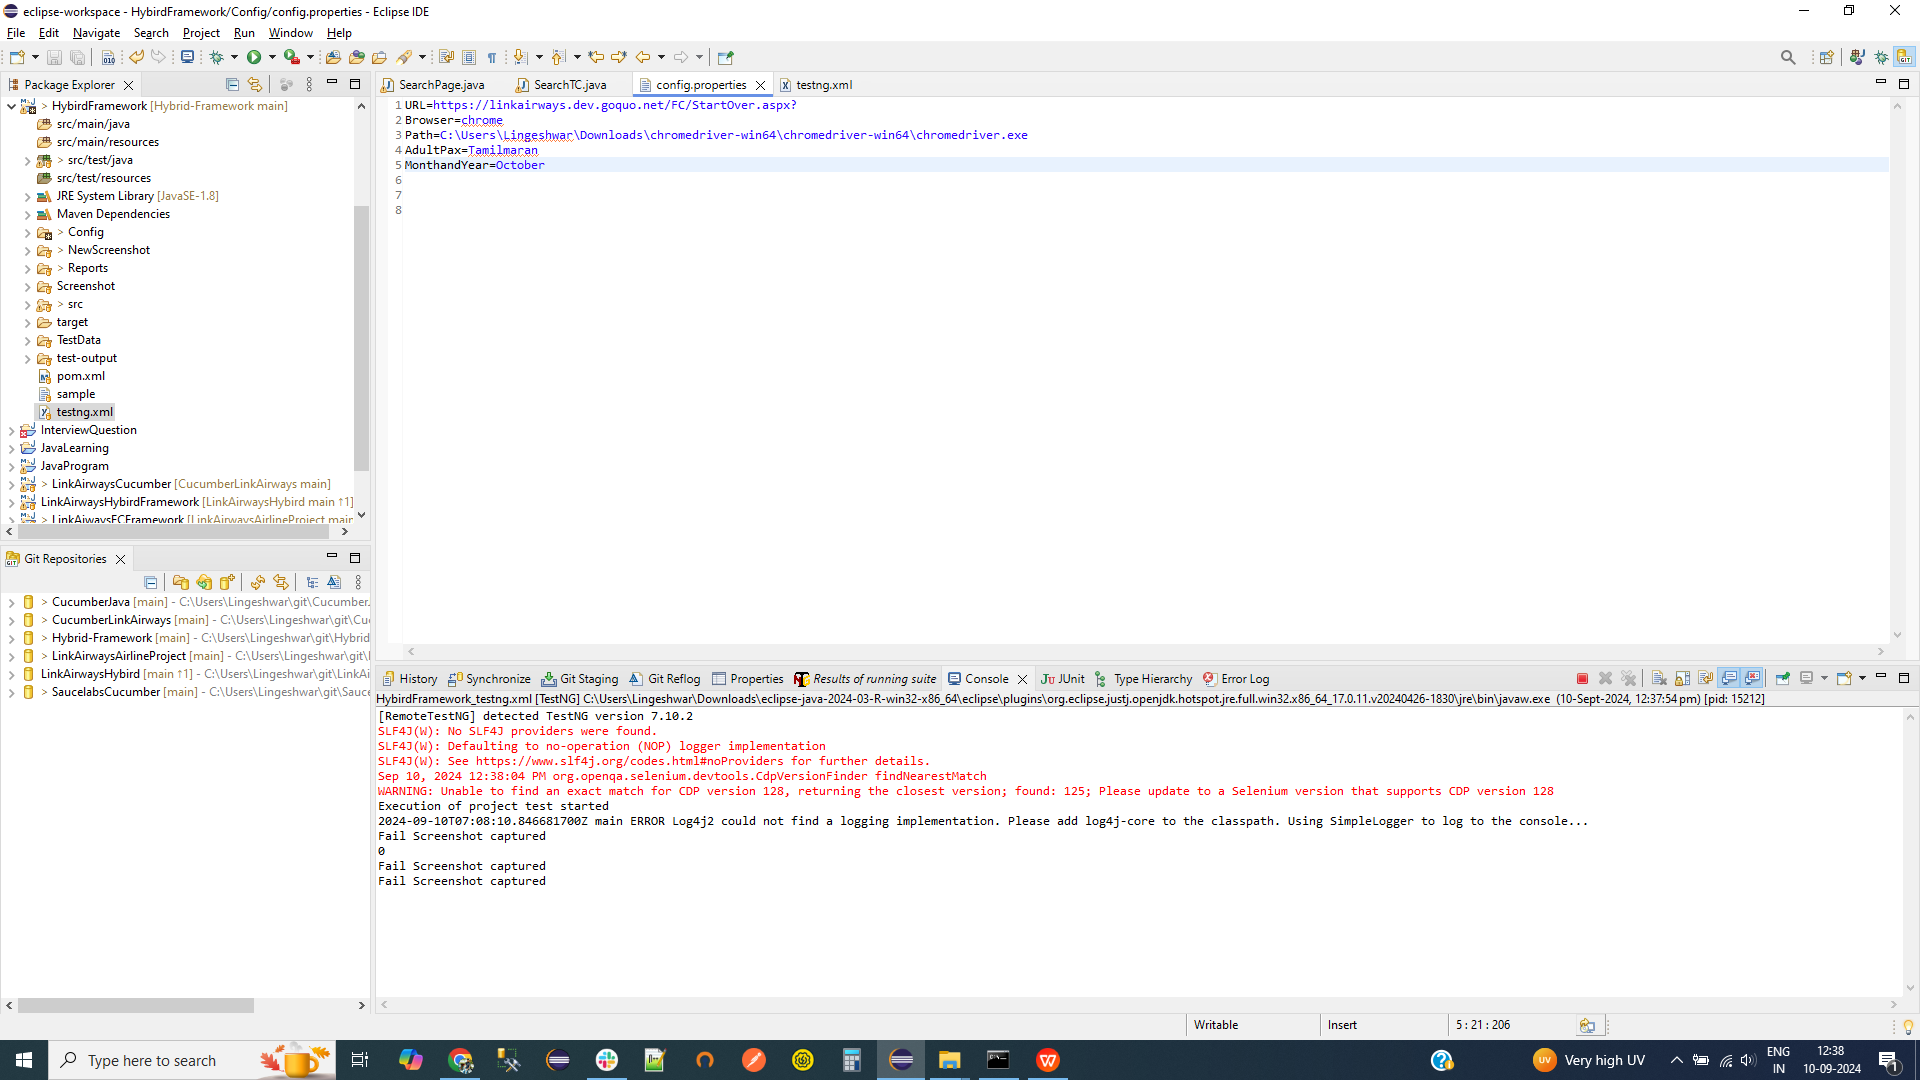 eclipse-workspace - HybirdFramework/Config/config.properties - Eclipse IDE
File Edit Navigate Search Project Run Window Help
Package Explorer
HybirdFramework [Hybrid-Framework main]
src/main/java
src/main/resources
> src/test/java
src/test/resources
JRE System Library [JavaSE-1.8]
Maven Dependencies
> Config
> NewScreenshot
> Reports
Screenshot
> src
target
TestData
test-output
pom.xml
sample
testng.xml
InterviewQuestion
JavaLearning
JavaProgram
> LinkAirwaysCucumber [CucumberLinkAirways main]
LinkAirwaysHybirdFramework [LinkAirwaysHybird main ↑1]
> LinkAiwaysFCFramework [LinkAirwaysAirlineProject main
Git Repositories
> CucumberJava [main] - C:\Users\Lingeshwar\git\Cucumber
> CucumberLinkAirways [main] - C:\Users\Lingeshwar\git\Cu
> Hybrid-Framework [main] - C:\Users\Lingeshwar\git\Hybrid
> LinkAirwaysAirlineProject [main] - C:\Users\Lingeshwar\git\
LinkAirwaysHybird [main ↑1] - C:\Users\Lingeshwar\git\LinkAi
> SaucelabsCucumber [main] - C:\Users\Lingeshwar\git\Sauce
SearchPage.java SearchTC.java config.properties testng.xml
1 URL=https://linkairways.dev.goquo.net/FC/StartOver.aspx?
2 Browser=chrome
3 Path=C:\Users\Lingeshwar\Downloads\chromedriver-win64\chromedriver-win64\chromedriver.exe
4 AdultPax=Tamilmaran
5 MonthandYear=October
6
7
8
History Synchronize Git Staging Git Reflog Properties Results of running suite Console JUnit Type Hierarchy Error Log
HybirdFramework_testng.xml [TestNG] C:\Users\Lingeshwar\Downloads\eclipse-java-2024-03-R-win32-x86_64\eclipse\plugins\org.eclipse.justj.openjdk.hotspot.jre.full.win32.x86_64_17.0.11.v20240426-1830\jre\bin\javaw.exe (10-Sept-2024, 12:37:54 pm) [pid: 15212]
[RemoteTestNG] detected TestNG version 7.10.2
SLF4J(W): No SLF4J providers were found.
SLF4J(W): Defaulting to no-operation (NOP) logger implementation
SLF4J(W): See https://www.slf4j.org/codes.html#noProviders for further details.
Sep 10, 2024 12:38:04 PM org.openqa.selenium.devtools.CdpVersionFinder findNearestMatch
WARNING: Unable to find an exact match for CDP version 128, returning the closest version; found: 125; Please update to a Selenium version that supports CDP version 128
Execution of project test started
2024-09-10T07:08:10.846681700Z main ERROR Log4j2 could not find a logging implementation. Please add log4j-core to the classpath. Using SimpleLogger to log to the console...
Fail Screenshot captured
0
Fail Screenshot captured
Fail Screenshot captured
Writable Insert 5 : 21 : 206
Type here to search
UV Very high UV
ENG
IN
12:38
10-09-2024
1